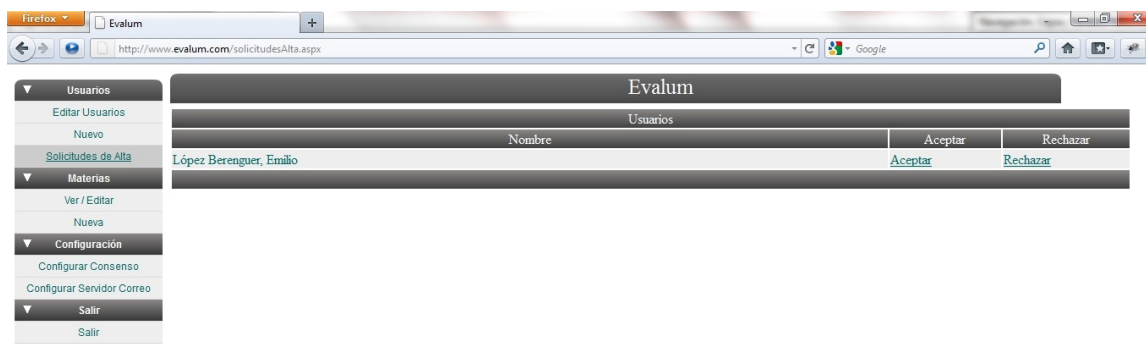 Firefox
Evalum
http://www.evalum.com/solicitudesAlta.aspx
Google
Usuarios
Editar Usuarios
Nuevo
Solicitudes de Alta
Materias
Ver / Editar
Nueva
Configuración
Configurar Consenso
Configurar Servidor Correo
Salir
Salir
Evalum
Usuarios
Nombre Aceptar Rechazar
López Berenguer, Emilio Aceptar Rechazar